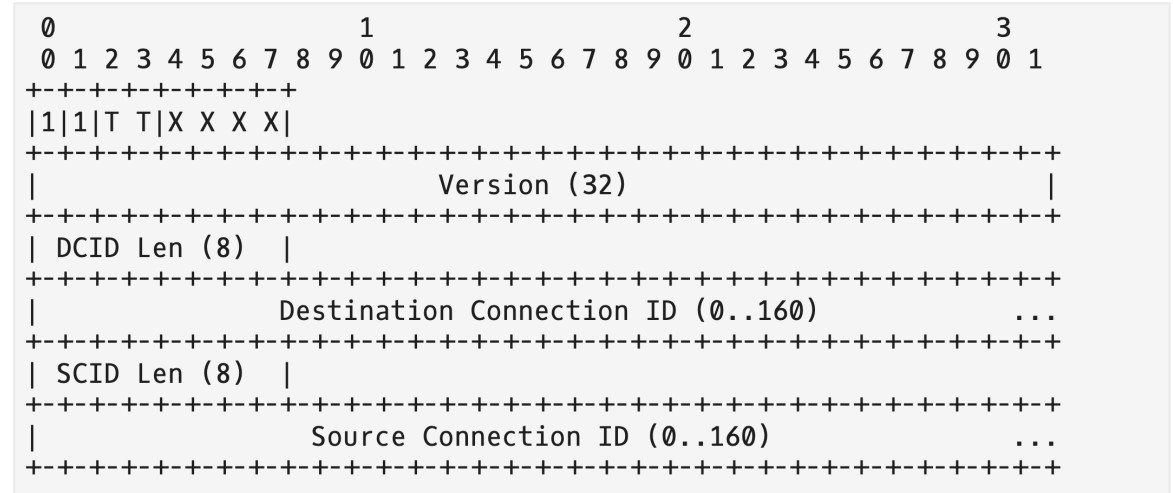 0                   1                   2                   3
 0 1 2 3 4 5 6 7 8 9 0 1 2 3 4 5 6 7 8 9 0 1 2 3 4 5 6 7 8 9 0 1
+-+-+-+-+-+-+-+-+
|1|1|T T|X X X X|
+-+-+-+-+-+-+-+-+-+-+-+-+-+-+-+-+-+-+-+-+-+-+-+-+-+-+-+-+-+-+-+-+
|                         Version (32)                          |
+-+-+-+-+-+-+-+-+-+-+-+-+-+-+-+-+-+-+-+-+-+-+-+-+-+-+-+-+-+-+-+-+
| DCID Len (8)  |
+-+-+-+-+-+-+-+-+-+-+-+-+-+-+-+-+-+-+-+-+-+-+-+-+-+-+-+-+-+-+-+-+
|               Destination Connection ID (0..160)            ...
+-+-+-+-+-+-+-+-+-+-+-+-+-+-+-+-+-+-+-+-+-+-+-+-+-+-+-+-+-+-+-+-+
| SCID Len (8)  |
+-+-+-+-+-+-+-+-+-+-+-+-+-+-+-+-+-+-+-+-+-+-+-+-+-+-+-+-+-+-+-+-+
|                 Source Connection ID (0..160)               ...
+-+-+-+-+-+-+-+-+-+-+-+-+-+-+-+-+-+-+-+-+-+-+-+-+-+-+-+-+-+-+-+-+